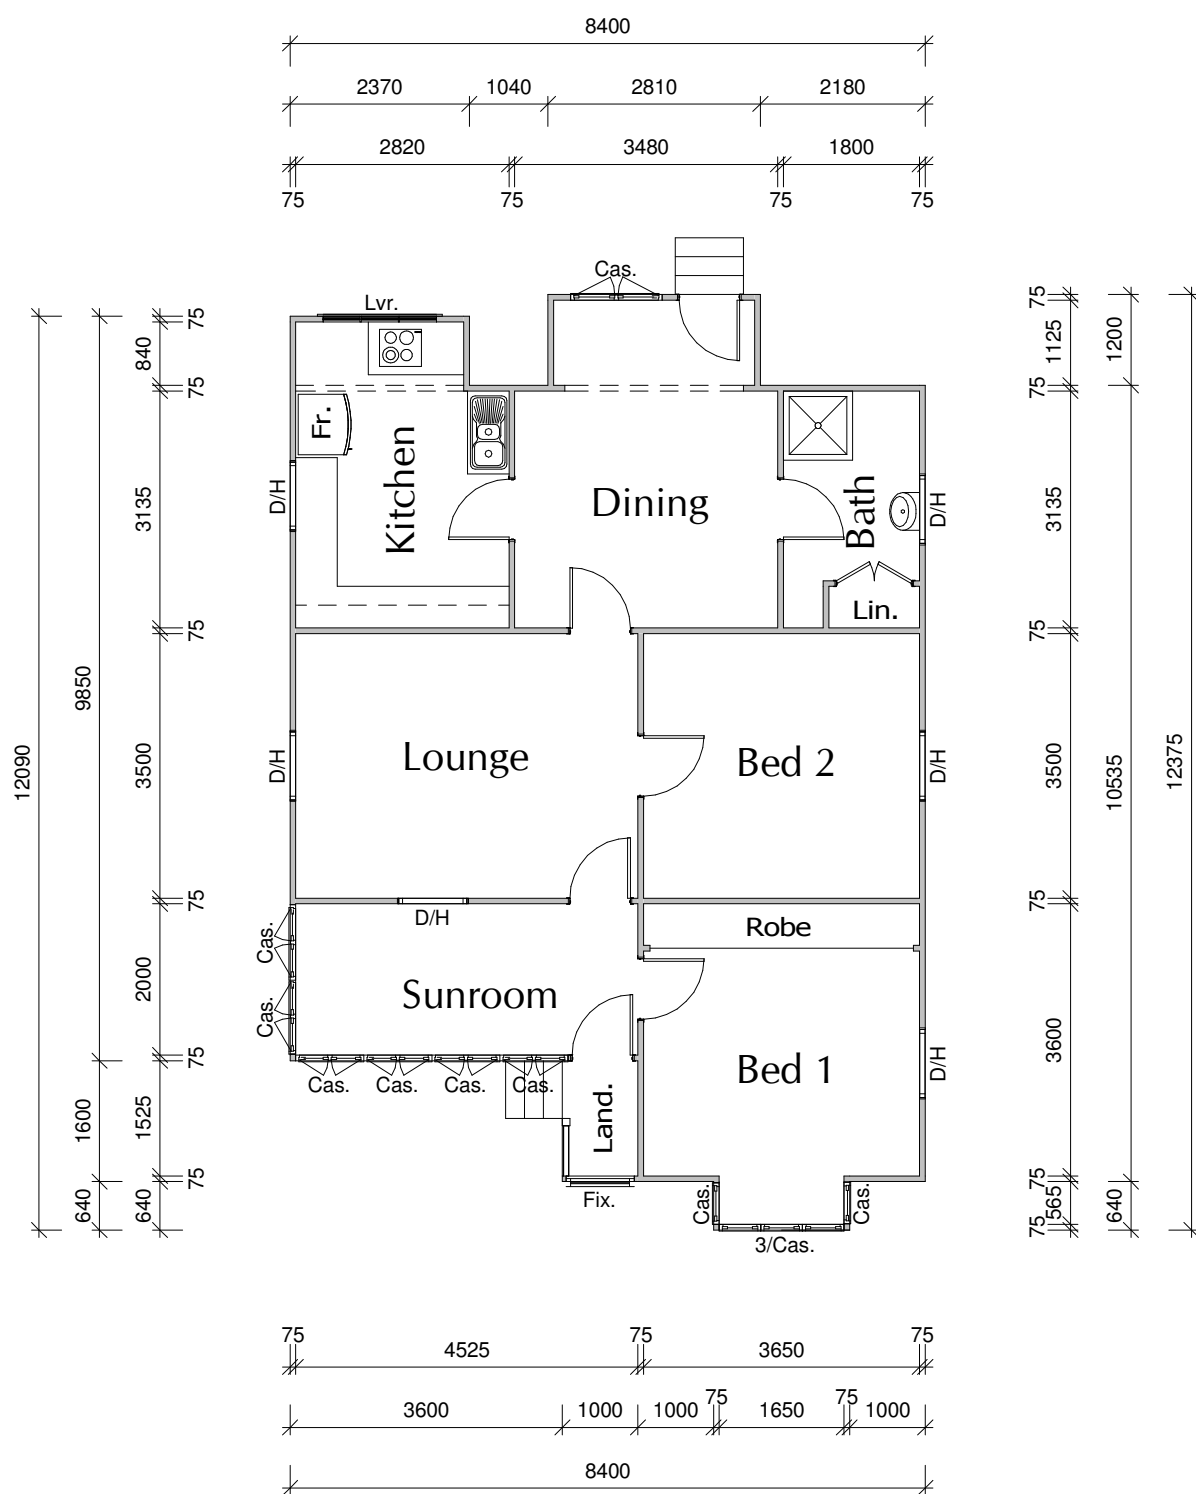 8400
2370 1040 2810 2180
2820 3480 1800
75 75 75 75
Cas.
Lvr.
75 840 75 3135 75 3500 75 2000 75 1525 75 640
9850 1600 640
12090
75 1125 75 3135 75 3500 75 3600 75 565 75
1200 10535 640
12375
Fr.
Kitchen
D/H
Dining
Bath
D/H
Lin.
D/H
Lounge
Bed 2
D/H
D/H
Robe
Cas.
Cas.
Sunroom
Bed 1
D/H
Cas. Cas. Cas. Cas.
Land.
Fix.
Cas.
Cas.
3/Cas.
75 75 75
4525 3650
75 75
3600 1000 1000 1650 1000
8400